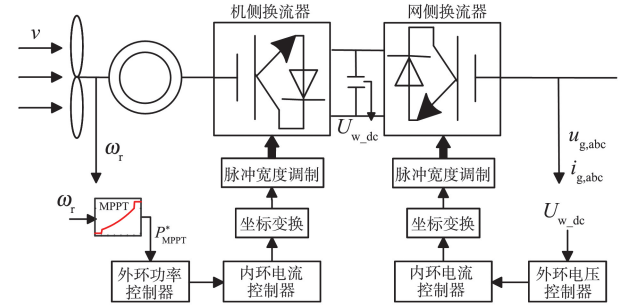 机侧换流器
网侧换流器
v
U_w_dc
ω_r
u_g,abc
i_g,abc
脉冲宽度调制
脉冲宽度调制
ω_r
MPPT
P*_MPPT
坐标变换
坐标变换
U_w_dc
外环功率
控制器
内环电流
控制器
内环电流
控制器
外环电压
控制器